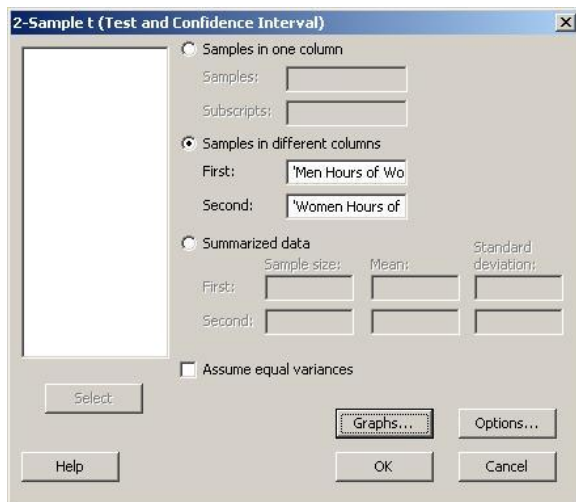 2-Sample t (Test and Confidence Interval)
Samples in one column
Samples:
Subscripts:
Samples in different columns
First: 'Men Hours of Wo
Second: 'Women Hours of
Summarized data
Sample size: Mean: Standard deviation:
First:
Second:
Assume equal variances
Select
Graphs... Options...
Help OK Cancel